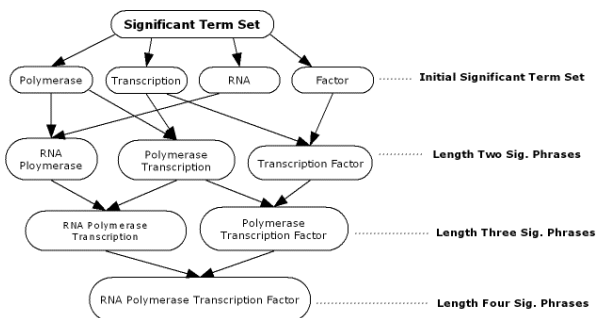 Significant Term Set
Polymerase
Transcription
RNA
Factor
Initial Significant Term Set
RNA
Ploymerase
Polymerase
Transcription
Transcription Factor
Length Two Sig. Phrases
RNA Polymerase
Transcription
Polymerase
Transcription Factor
Length Three Sig. Phrases
RNA Polymerase Transcription Factor
Length Four Sig. Phrases